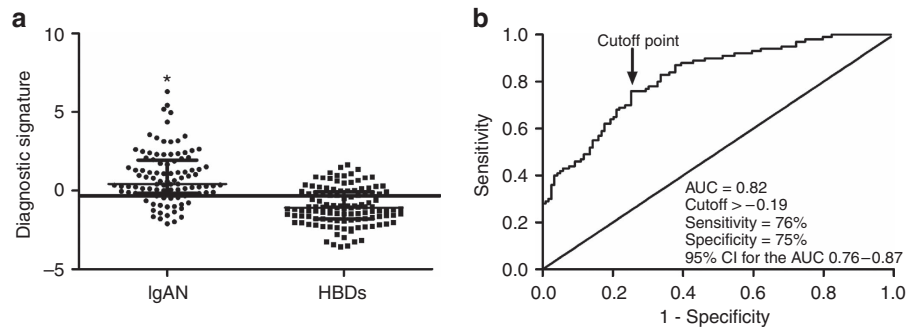 a
10
5
0
−5
Diagnostic signature
*
IgAN
HBDs
b
1.0
0.8
0.6
0.4
0.2
0.0
Sensitivity
Cutoff point
AUC = 0.82
Cutoff >−0.19
Sensitivity = 76%
Specificity = 75%
95% CI for the AUC 0.76−0.87
0.0 0.2 0.4 0.6 0.8 1.0
1 - Specificity